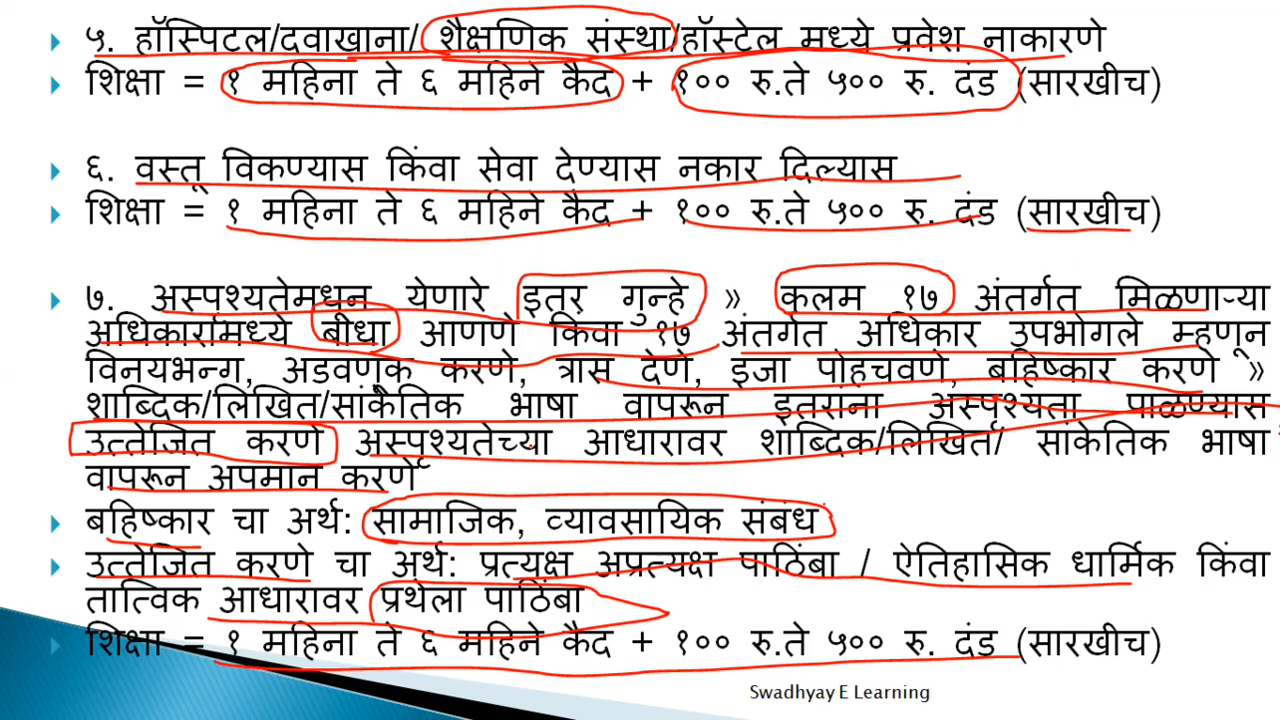 ५. हॉस्पिटल/दवाखाना/ शैक्षणिक संस्था/हॉस्टेल मध्ये प्रवेश नाकारणे
शिक्षा = १ महिना ते ६ महिने कैद + १०० रु.ते ५०० रु. दंड (सारखीच)
६. वस्तू विकण्यास किंवा सेवा देण्यास नकार दिल्यास
शिक्षा = १ महिना ते ६ महिने कैद + १०० रु.ते ५०० रु. दंड (सारखीच)
७. अस्पृश्यतेमधून येणारे इतर गुन्हे » कलम १७ अंतर्गत मिळणाऱ्या
अधिकारांमध्ये बाधा आणणे किंवा १७ अंतर्गत अधिकार उपभोगले म्हणून
विनयभन्ग, अडवणूक करणे, त्रास देणे, इजा पोहचवणे, बहिष्कार करणे »
शाब्दिक/लिखित/सांकेतिक भाषा वापरून इतरांना अस्पृश्यता पाळण्यास
उत्तेजित करणे अस्पृश्यतेच्या आधारावर शाब्दिक/लिखित/ सांकेतिक भाषा
वापरून अपमान करणे
बहिष्कार चा अर्थ: सामाजिक, व्यावसायिक संबंध
उत्तेजित करणे चा अर्थ: प्रत्यक्ष अप्रत्यक्ष पाठिंबा / ऐतिहासिक धार्मिक किंवा
तात्विक आधारावर प्रथेला पाठिंबा
शिक्षा = १ महिना ते ६ महिने कैद + १०० रु.ते ५०० रु. दंड (सारखीच)
Swadhyay E Learning